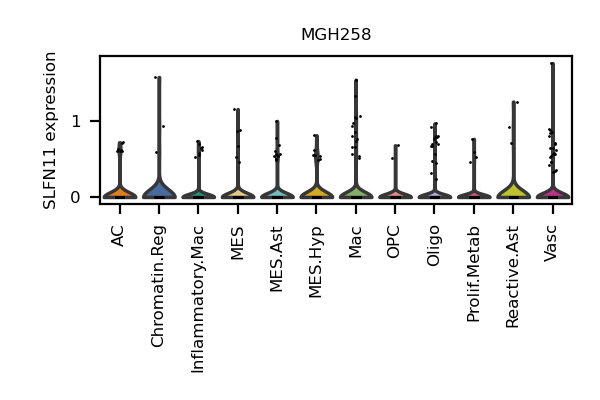 MGH258
SLFN11 expression
1
0
AC
Chromatin.Reg
Inflammatory.Mac
MES
MES.Ast
MES.Hyp
Mac
OPC
Oligo
Prolif.Metab
Reactive.Ast
Vasc